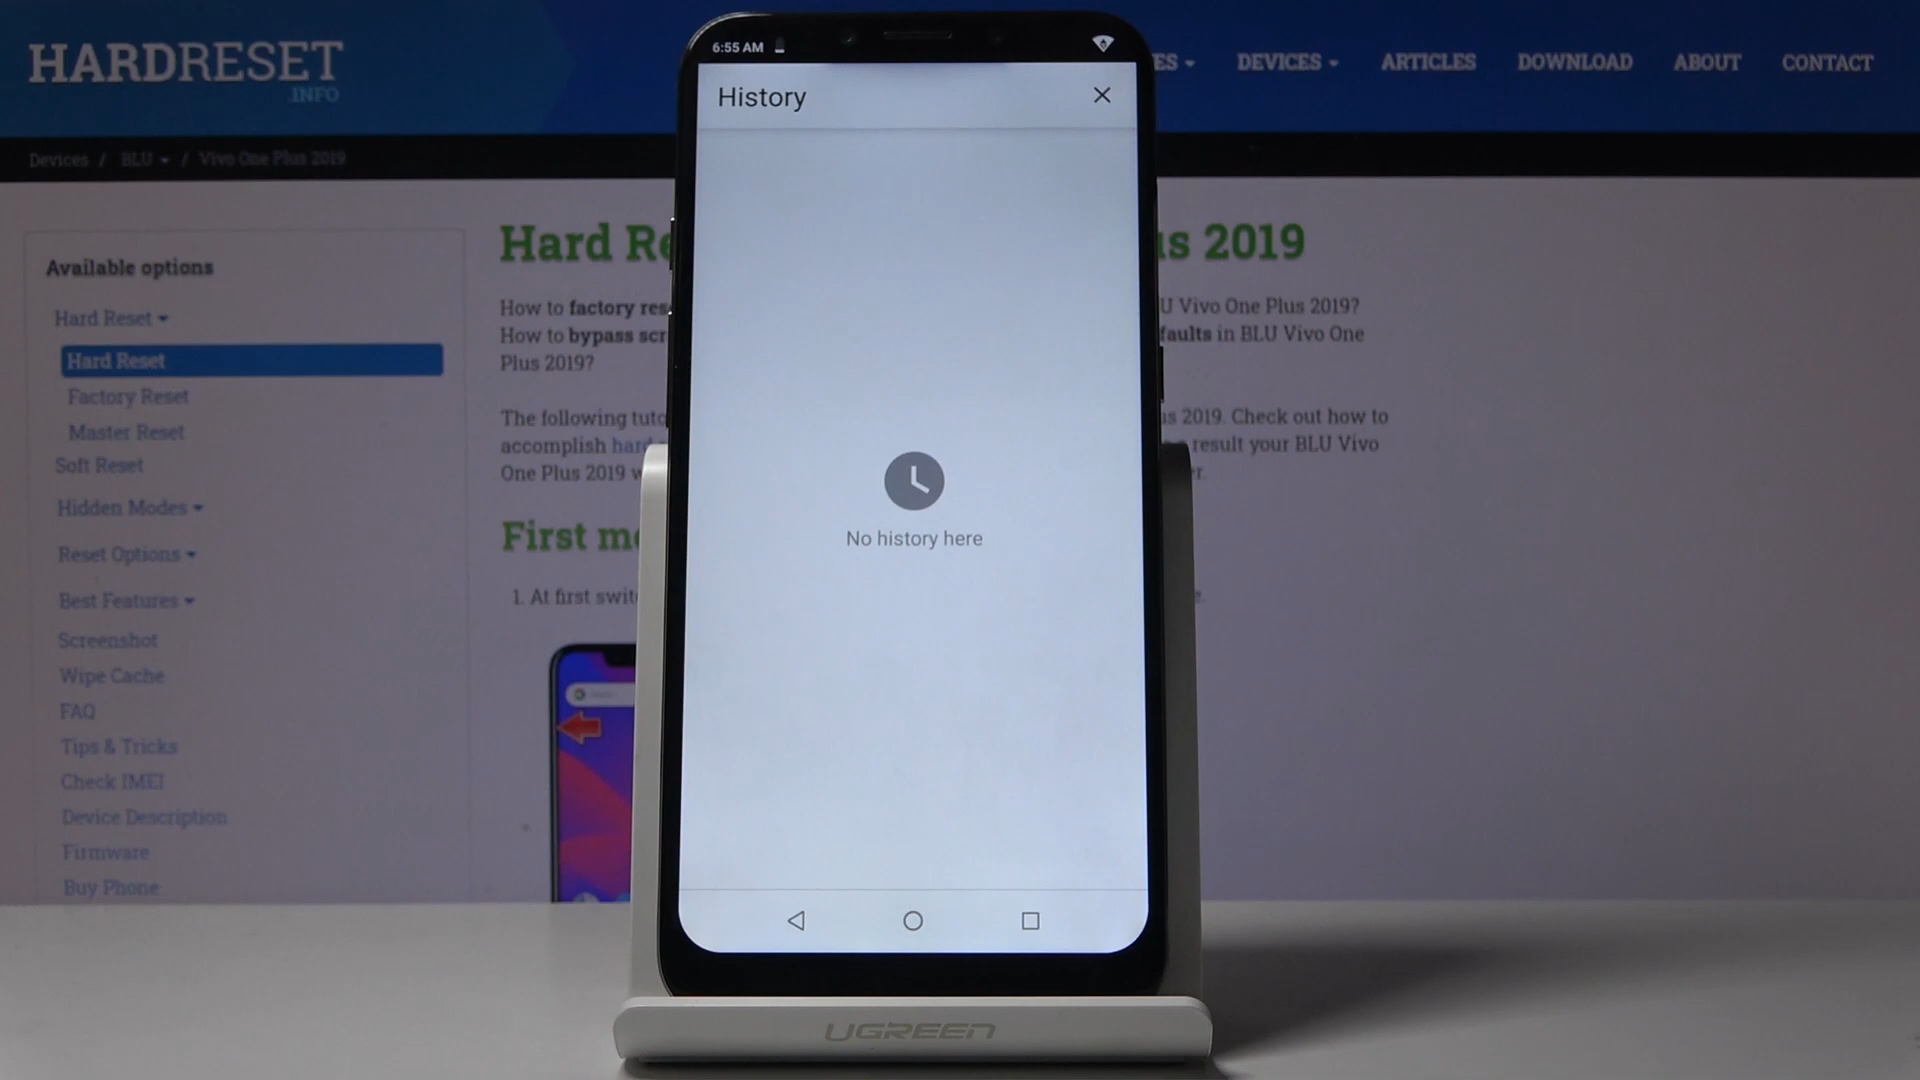 HARDRESET
.INFO
ES
DEVICES
ARTICLES
DOWNLOAD
ABOUT
CONTACT
Devices / BLU / Vivo One Plus 2019
6:55 AM
History
No history here
Available options
Hard Reset
Hard Reset
Factory Reset
Master Reset
Soft Reset
Hidden Modes
Reset Options
Best Features
Screenshot
Wipe Cache
FAQ
Tips & Tricks
Check IMEI
Device Description
Firmware
Buy Phone
Hard Re s 2019
How to factory res U Vivo One Plus 2019?
How to bypass scr faults in BLU Vivo One
Plus 2019?
The following tuto s 2019. Check out how to
accomplish hard result your BLU Vivo
One Plus 2019 w r.
First me
1. At first swit e.
UGREEN